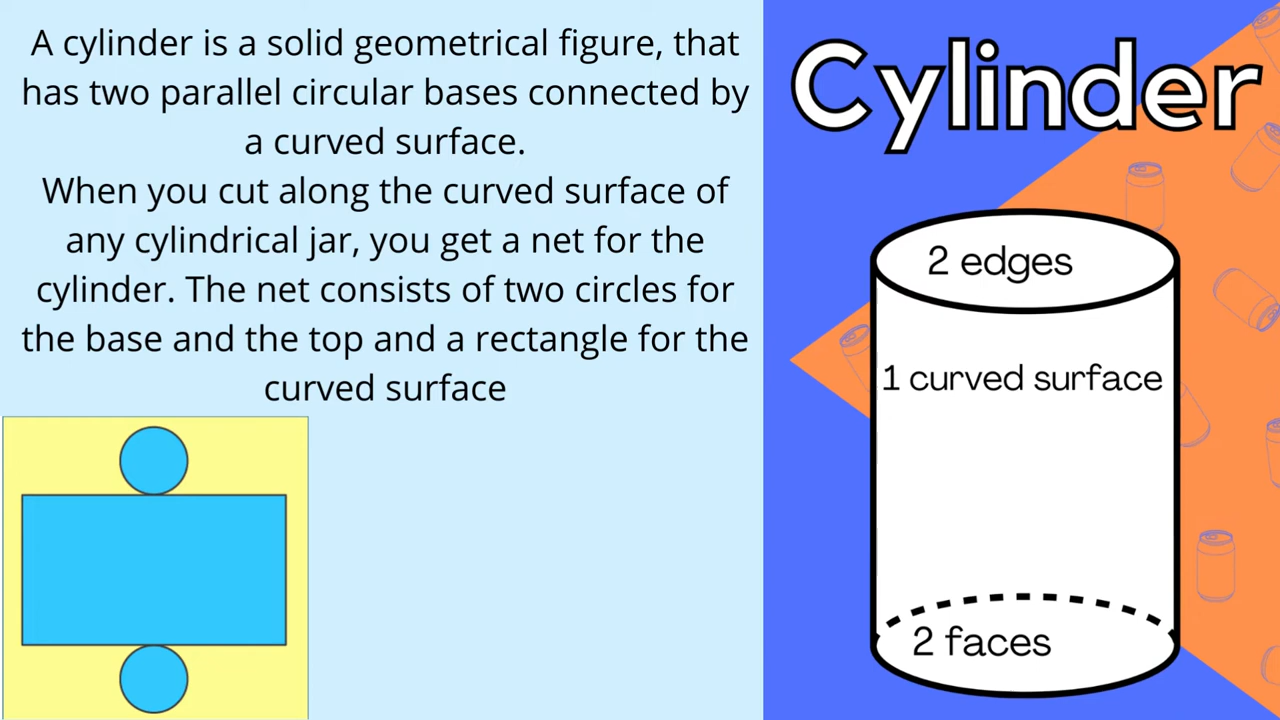 A cylinder is a solid geometrical figure, that
has two parallel circular bases connected by
a curved surface.
When you cut along the curved surface of
any cylindrical jar, you get a net for the
cylinder. The net consists of two circles for
the base and the top and a rectangle for the
curved surface
Cylinder
2 edges
1 curved surface
2 faces